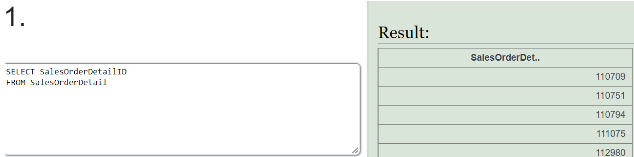 1.
SELECT SalesOrderDetailID
FROM SalesOrderDetail
Result:
SalesOrderDet..
110709
110751
110794
111075
112980